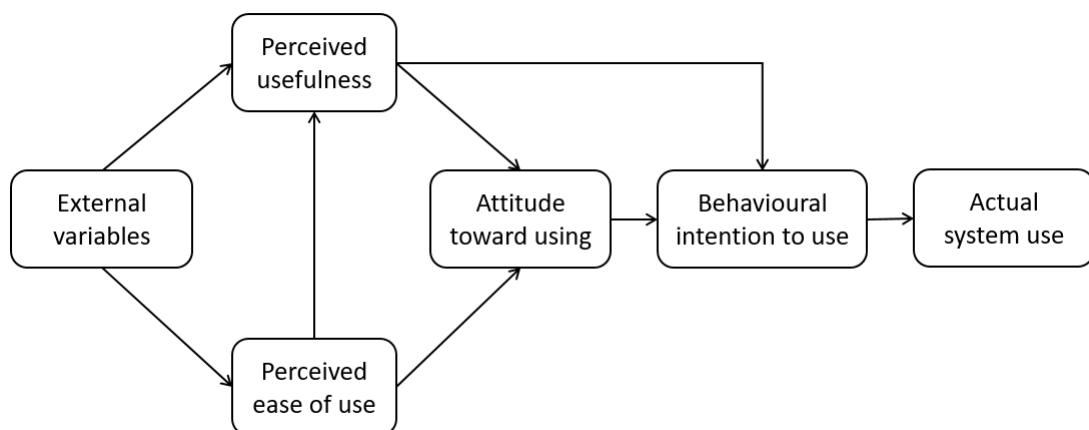 Perceived
usefulness
External
variables
Attitude
toward using
Behavioural
intention to use
Actual
system use
Perceived
ease of use